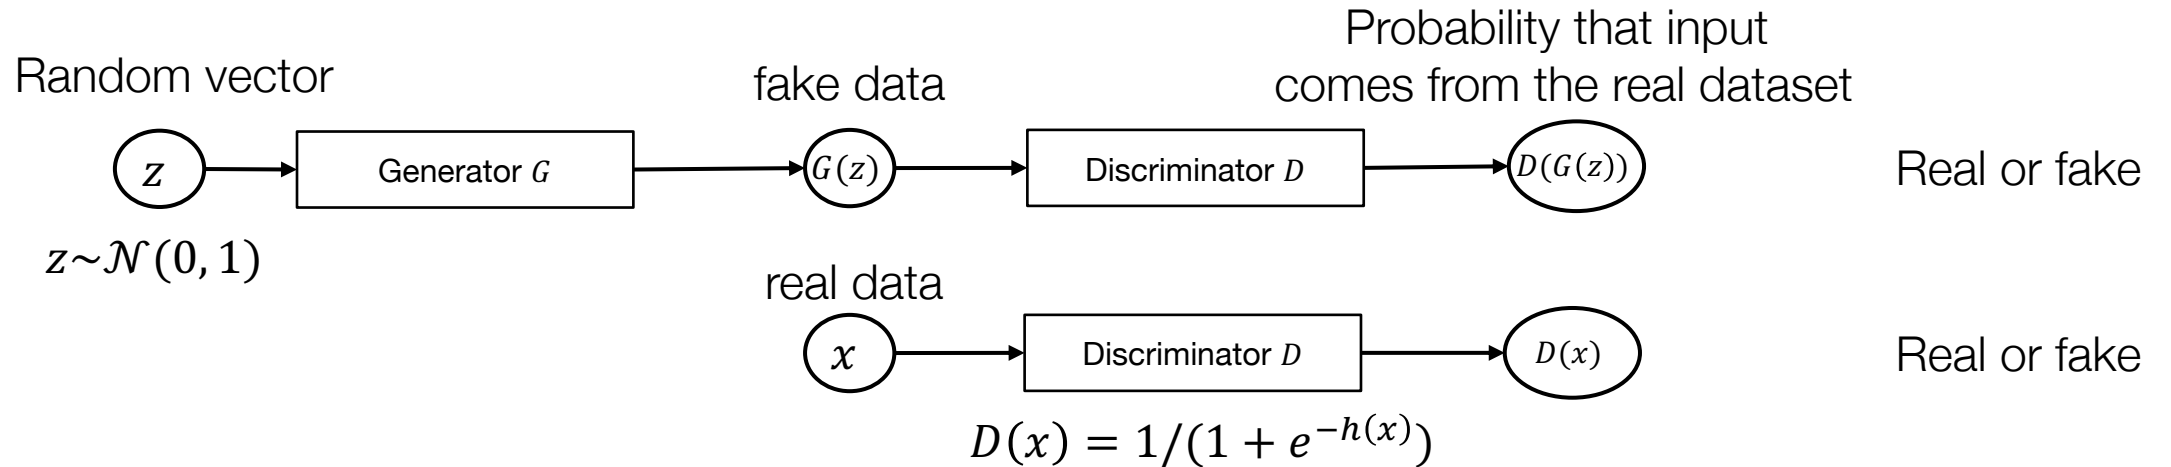 Probability that input
comes from the real dataset
Random vector
fake data
z
Generator G
G(z)
Discriminator D
D(G(z))
Real or fake
z~𝒩(0, 1)
real data
x
Discriminator D
D(x)
Real or fake
D(x) = 1/(1 + e^{-h(x)})